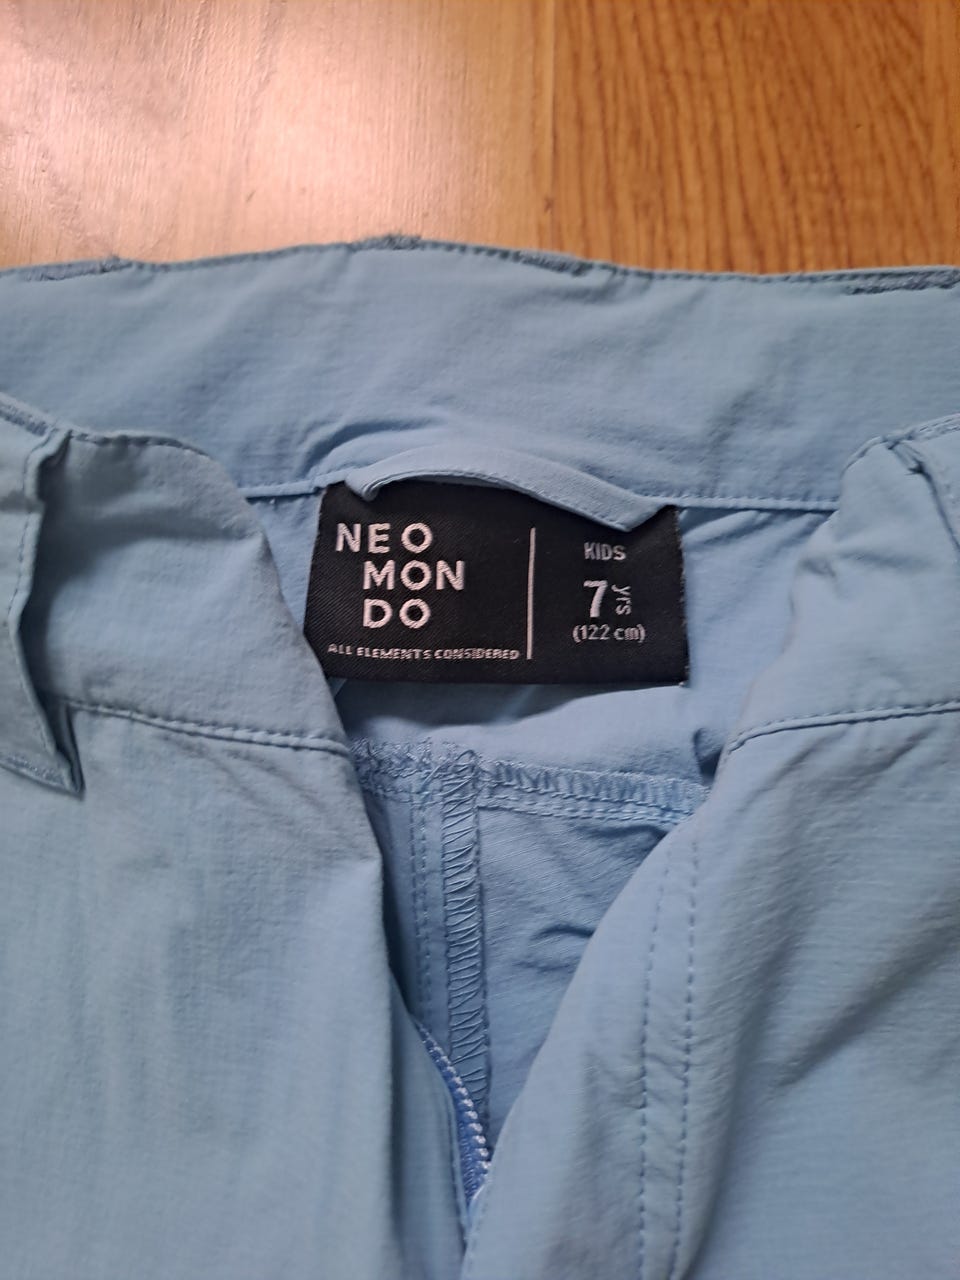 NEO
MON
DO
ALL ELEMENTS CONSIDERED
KIDS
7 yrs
(122 cm)